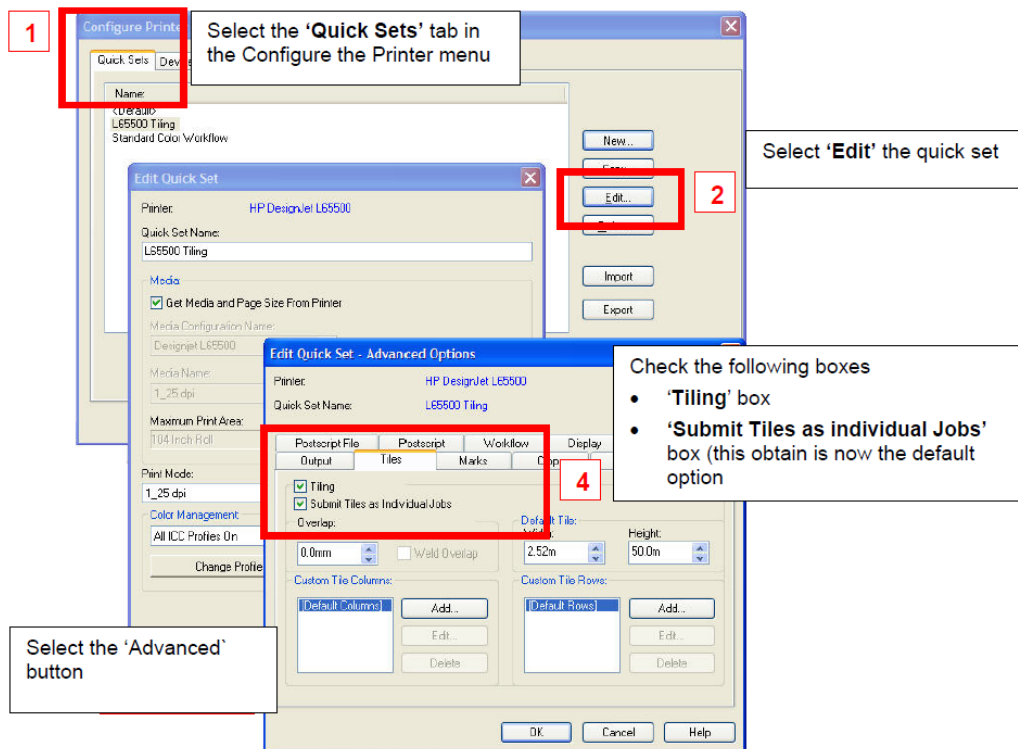 1
Configure Printe
Select the ‘Quick Sets’ tab in
the Configure the Printer menu
Quick Sets
Name:
<Default>
L65500 Tiling
Standard Color Workflow
New...
Select ‘Edit’ the quick set
2
Edit...
Import
Export
Edit Quick Set
Printer: HP DesignJet L65500
Quick Set Name:
L65500 Tiling
Media
Get Media and Page Size From Printer
Media Configuration Name:
Designjet L65500
Media Name:
1_25 dpi
Maximum Print Area:
104 Inch Roll
Print Mode:
1_25 dpi
Color Management
All ICC Profiles On
Change Profile
Edit Quick Set - Advanced Options
Printer: HP DesignJet L65500
Quick Set Name: L65500 Tiling
Check the following boxes
• ‘Tiling’ box
• ‘Submit Tiles as individual Jobs’
box (this obtain is now the default
option
Postscript File Postscript Workflow Display
Output Tiles Marks
4
Tiling
Submit Tiles as Individual Jobs
Overlap:
0.0mm Weld Overlap
Default Tile:
Height:
2.52m 50.0m
Custom Tile Columns: Custom Tile Rows:
[Default Columns] Add... [Default Rows] Add...
Edit... Edit...
Delete Delete
Select the ‘Advanced`
button
OK Cancel Help